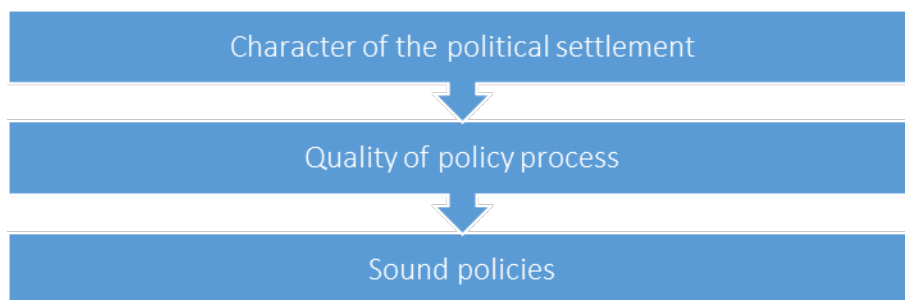 Character of the political settlement
Quality of policy process
Sound policies